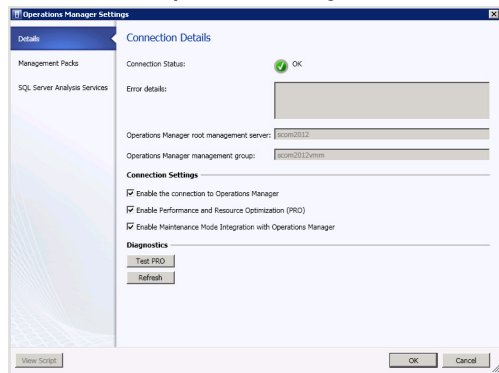 Operations Manager Settings
Details
Management Packs
SQL Server Analysis Services
Connection Details
Connection Status:
OK
Error details:
Operations Manager root management server:
scom2012
Operations Manager management group:
scom2012vmm
Connection Settings
Enable the connection to Operations Manager
Enable Performance and Resource Optimization (PRO)
Enable Maintenance Mode Integration with Operations Manager
Diagnostics
Test PRO
Refresh
View Script
OK
Cancel